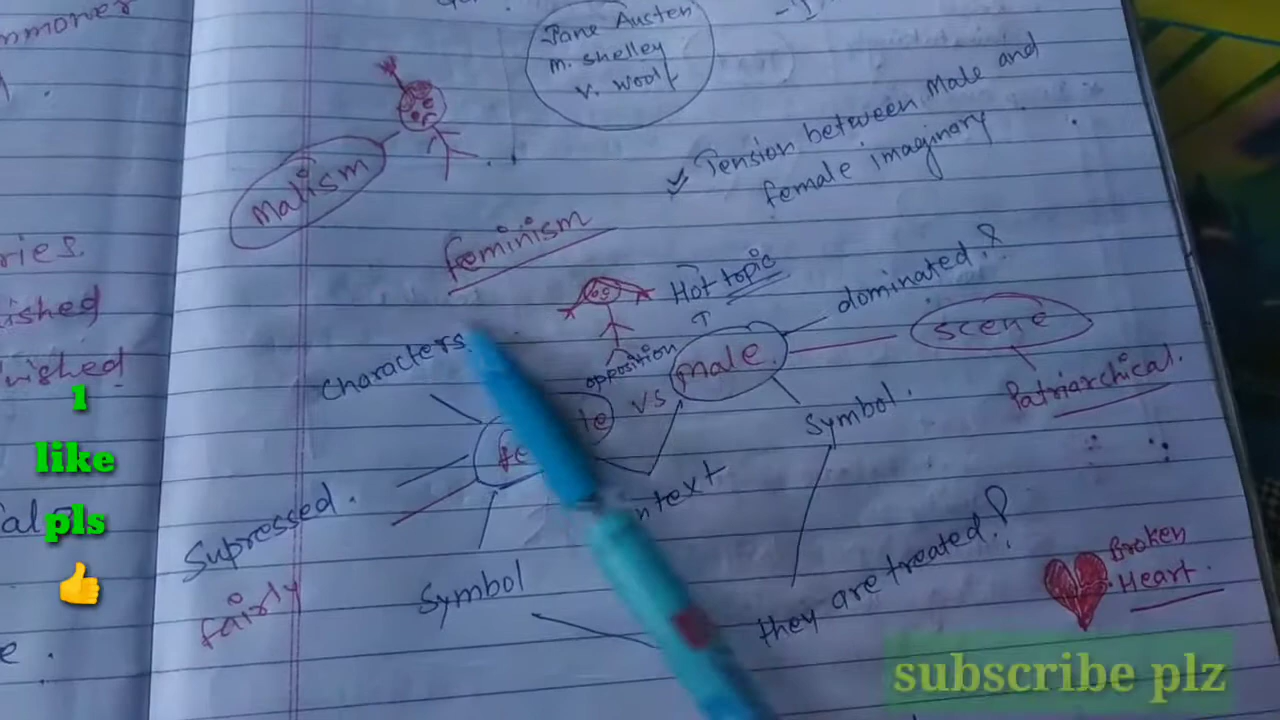 Jane Austen
m. shelley
v. woolf
Malism
Tension between Male and
female imaginary
feminism
Hot topic
dominated?
scene
Patriarchical.
characters.
opposition
vs
male
symbol.
Supressed.
fairly
symbol
they are treated?
Broken
Heart.
1
like
pls
👍
subscribe plz